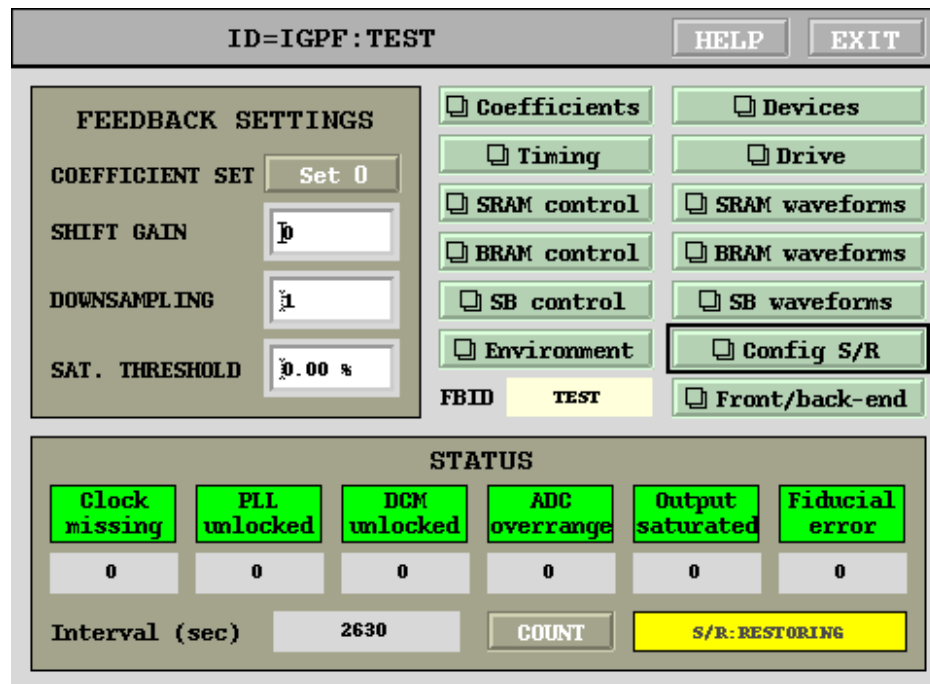 ID=IGPF:TEST
HELP
EXIT
FEEDBACK SETTINGS
COEFFICIENT SET
Set 0
SHIFT GAIN
0
DOWNSAMPLING
1
SAT. THRESHOLD
0.00 %
Coefficients
Devices
Timing
Drive
SRAM control
SRAM waveforms
BRAM control
BRAM waveforms
SB control
SB waveforms
Environment
Config S/R
FBID
TEST
Front/back-end
STATUS
Clock
missing
PLL
unlocked
DCM
unlocked
ADC
overrange
Output
saturated
Fiducial
error
0
0
0
0
0
0
Interval (sec)
2630
COUNT
S/R:RESTORING